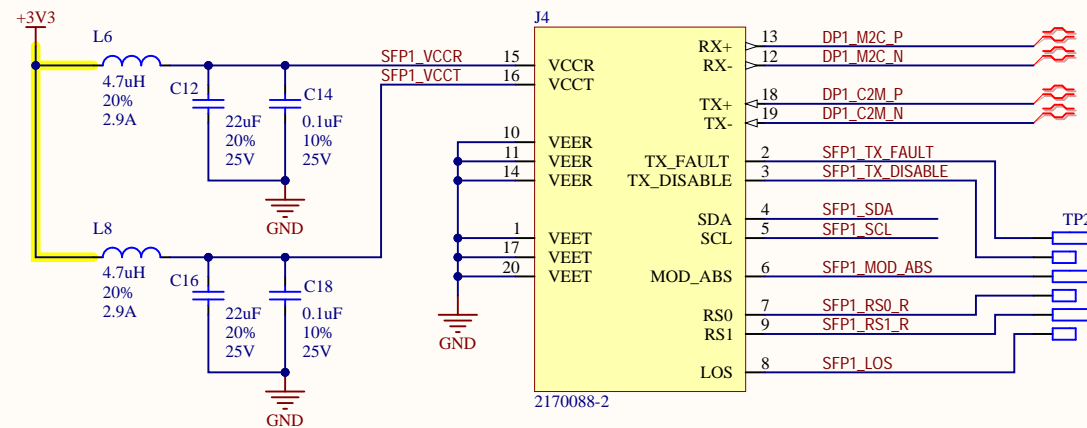 +3V3
L6
4.7uH
20%
2.9A
C12
22uF
20%
25V
C14
0.1uF
10%
25V
GND
L8
4.7uH
20%
2.9A
C16
22uF
20%
25V
C18
0.1uF
10%
25V
GND
SFP1_VCCR
SFP1_VCCT
GND
J4
15 VCCR
16 VCCT
10 VEER
11 VEER
14 VEER
1 VEET
17 VEET
20 VEET
RX+ 13 DP1_M2C_P
RX- 12 DP1_M2C_N
TX+ 18 DP1_C2M_P
TX- 19 DP1_C2M_N
TX_FAULT 2 SFP1_TX_FAULT
TX_DISABLE 3 SFP1_TX_DISABLE
SDA 4 SFP1_SDA
SCL 5 SFP1_SCL
MOD_ABS 6 SFP1_MOD_ABS
RS0 7 SFP1_RS0_R
RS1 9 SFP1_RS1_R
LOS 8 SFP1_LOS
2170088-2
TP2